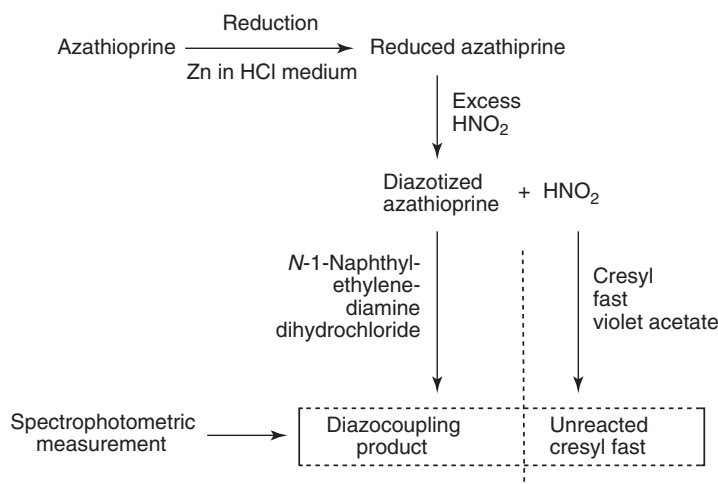 Reduction
Azathioprine
Reduced azathiprine
Zn in HCl medium
Excess
HNO₂
Diazotized
azathioprine
+ HNO₂
N-1-Naphthyl-
ethylene-
diamine
dihydrochloride
Cresyl
fast
violet acetate
Spectrophotometric
measurement
Diazocoupling
product
Unreacted
cresyl fast